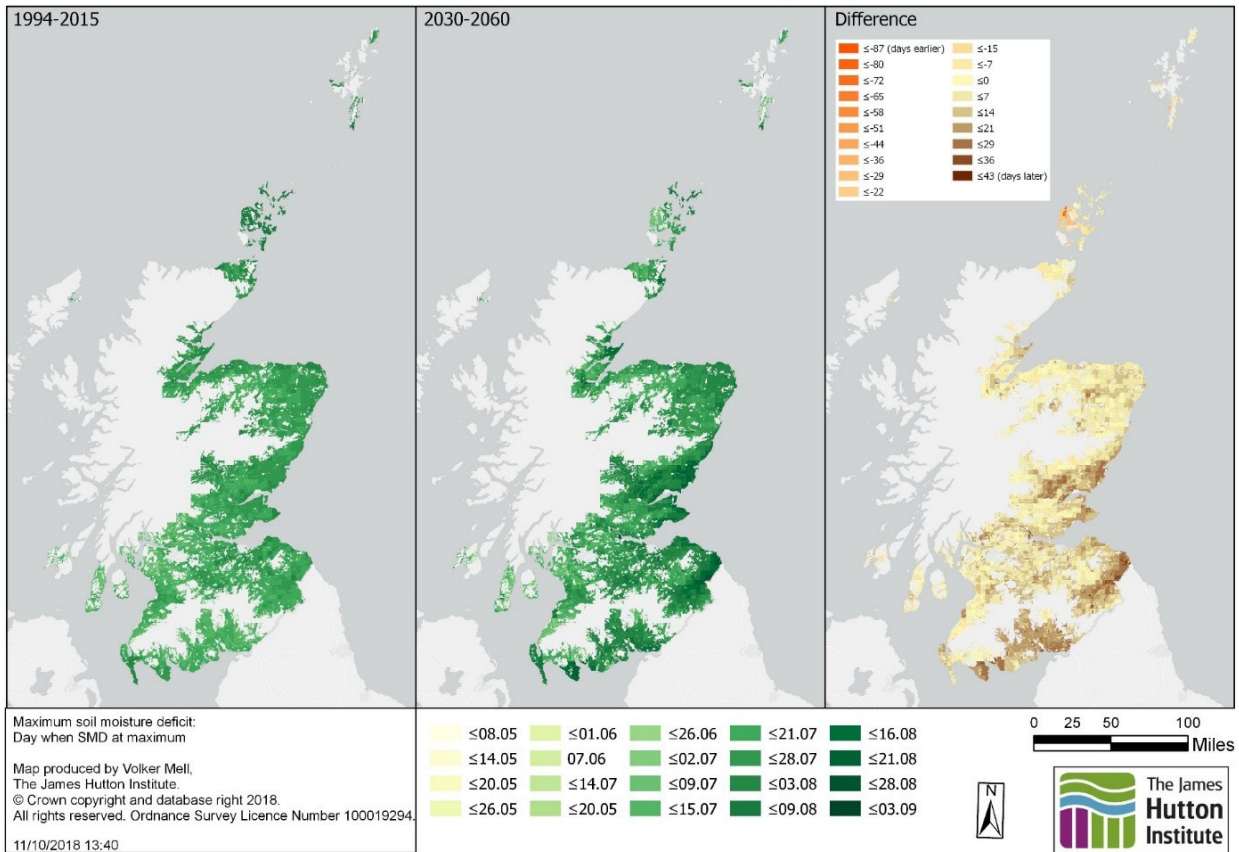 1994-2015
2030-2060
Difference
≤-87 (days earlier)
≤-80
≤-72
≤-65
≤-58
≤-51
≤-44
≤-36
≤-29
≤-22
≤-15
≤-7
≤0
≤7
≤14
≤21
≤29
≤36
≤43 (days later)
Maximum soil moisture deficit:
Day when SMD at maximum
Map produced by Volker Mell,
The James Hutton Institute.
© Crown copyright and database right 2018.
All rights reserved. Ordnance Survey Licence Number 100019294.
11/10/2018 13:40
≤08.05
≤14.05
≤20.05
≤26.05
≤01.06
07.06
≤14.07
≤20.05
≤26.06
≤02.07
≤09.07
≤15.07
≤21.07
≤28.07
≤03.08
≤09.08
≤16.08
≤21.08
≤28.08
≤03.09
0 25 50 100
Miles
N
The James
Hutton
Institute